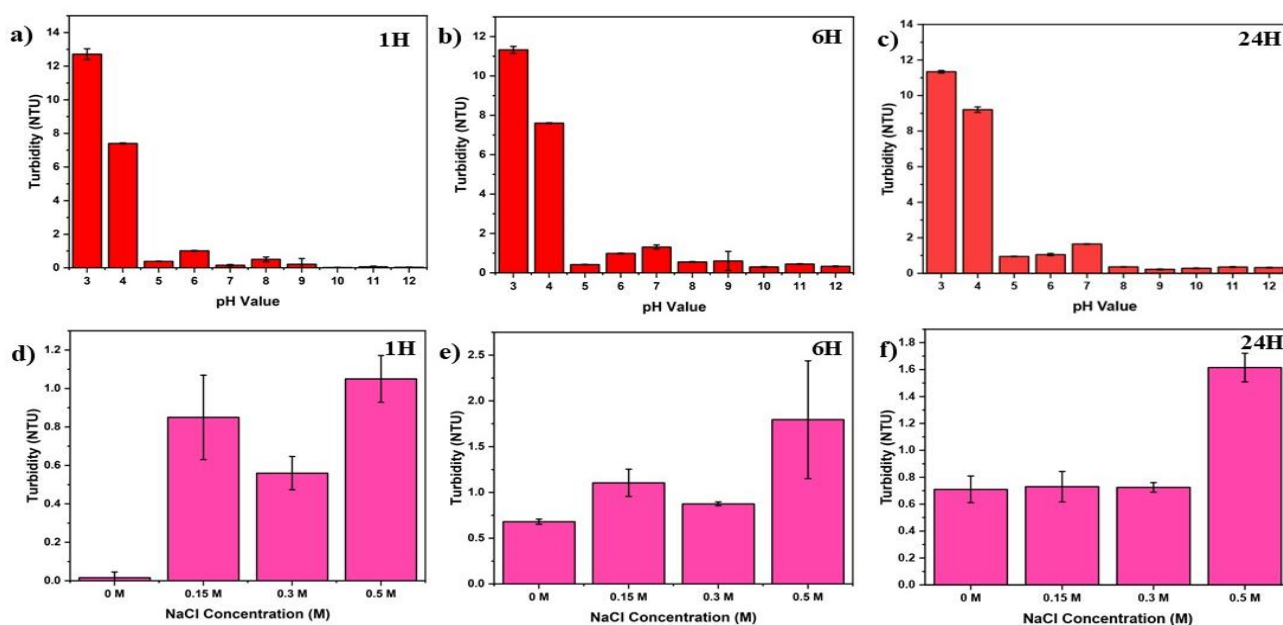 a)
1H
14
12
10
8
6
4
2
0
Turbidity (NTU)
3 4 5 6 7 8 9 10 11 12
pH Value
b)
6H
12
10
8
6
4
2
0
Turbidity (NTU)
3 4 5 6 7 8 9 10 11 12
pH Value
c)
24H
14
12
10
8
6
4
2
0
Turbidity (NTU)
3 4 5 6 7 8 9 10 11 12
pH Value
d)
1H
1.2
1.0
0.8
0.6
0.4
0.2
0.0
Turbidity (NTU)
0 M 0.15 M 0.3 M 0.5 M
NaCl Concentration (M)
e)
6H
2.5
2.0
1.5
1.0
0.5
0.0
Turbidity (NTU)
0 M 0.15 M 0.3 M 0.5 M
NaCl Concentration (M)
f)
24H
1.8
1.6
1.4
1.2
1.0
0.8
0.6
0.4
0.2
0.0
Turbidity (NTU)
0 M 0.15 M 0.3 M 0.5 M
NaCl Concentration (M)